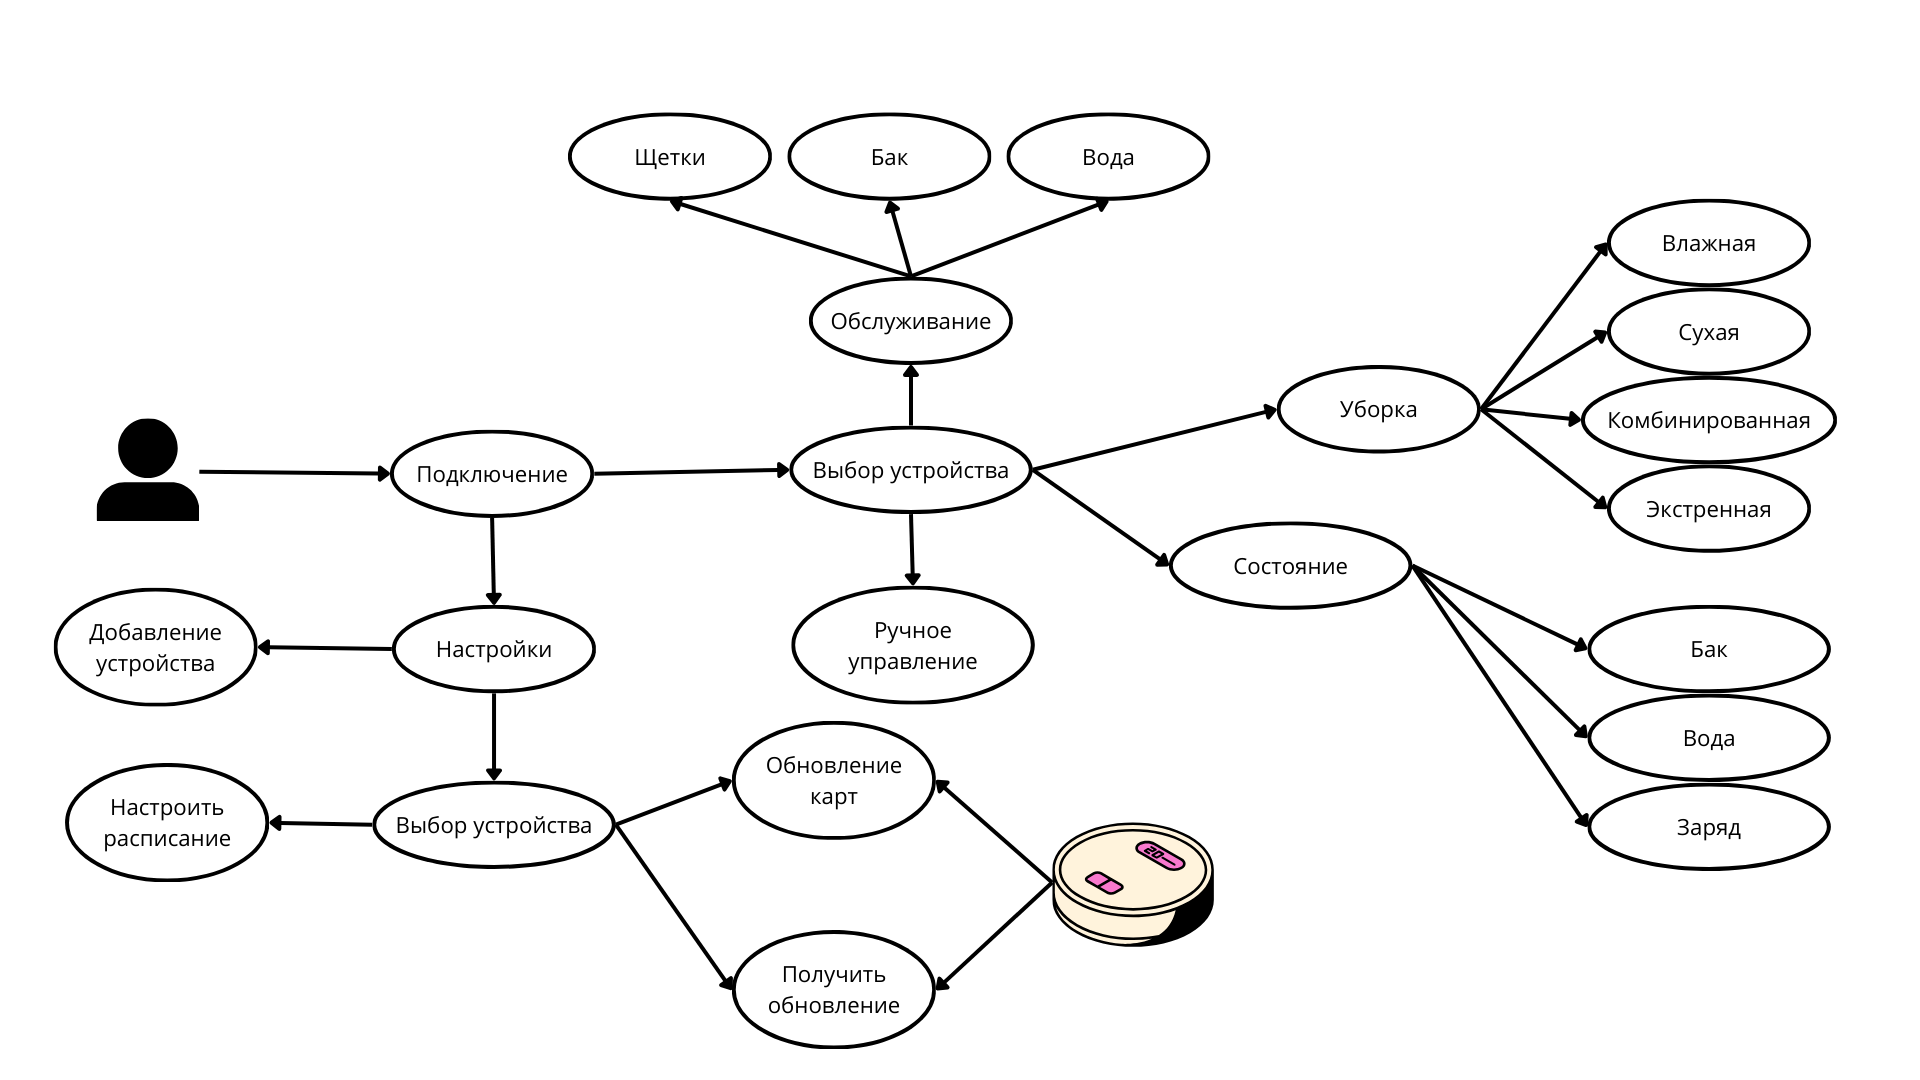 Щетки
Бак
Вода
Обслуживание
Влажная
Сухая
Комбинированная
Экстренная
Уборка
Подключение
Выбор устройства
Состояние
Ручное
управление
Добавление
устройства
Настройки
Бак
Вода
Заряд
Настроить
расписание
Выбор устройства
Обновление
карт
20
Получить
обновление